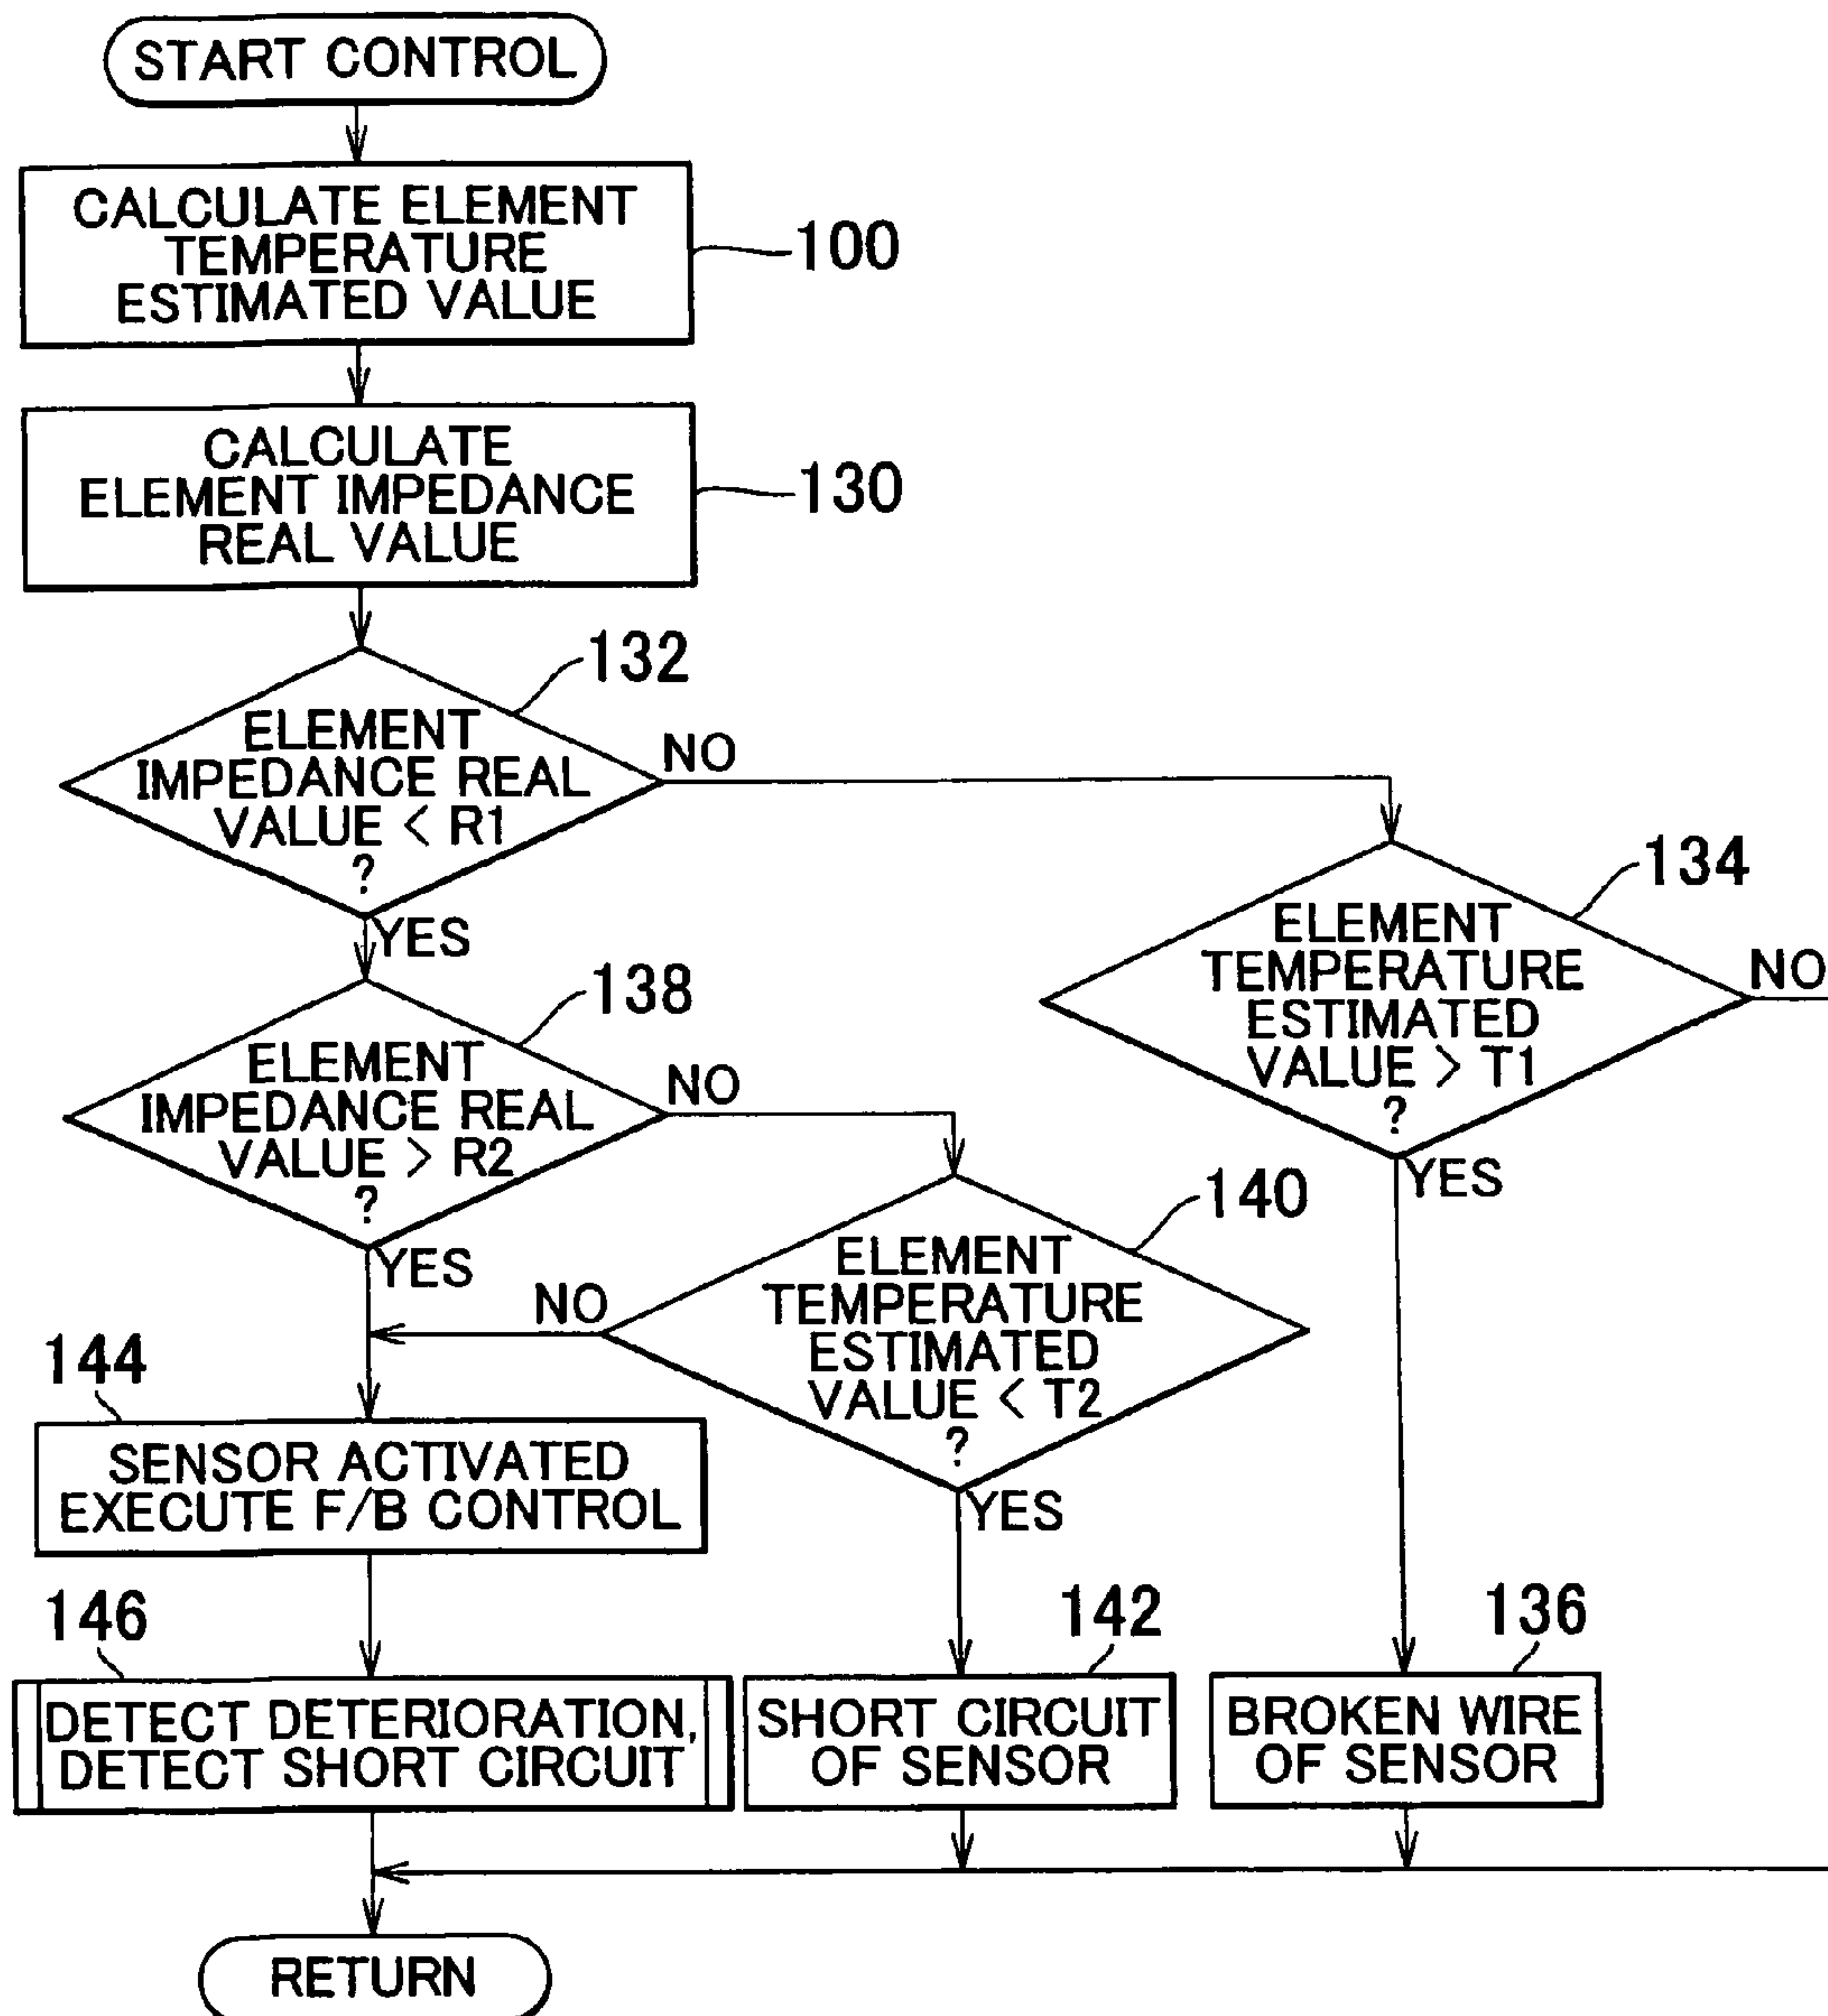 START CONTROL
CALCULATE ELEMENT
TEMPERATURE
ESTIMATED VALUE
100
CALCULATE
ELEMENT IMPEDANCE
REAL VALUE
130
132
ELEMENT
IMPEDANCE REAL
VALUE < R1
?
NO
YES
134
ELEMENT
TEMPERATURE
ESTIMATED
VALUE > T1
?
NO
YES
138
ELEMENT
IMPEDANCE REAL
VALUE > R2
?
NO
YES
140
ELEMENT
TEMPERATURE
ESTIMATED
VALUE < T2
?
NO
YES
144
SENSOR ACTIVATED
EXECUTE F/B CONTROL
146
DETECT DETERIORATION,
DETECT SHORT CIRCUIT
142
SHORT CIRCUIT
OF SENSOR
136
BROKEN WIRE
OF SENSOR
RETURN